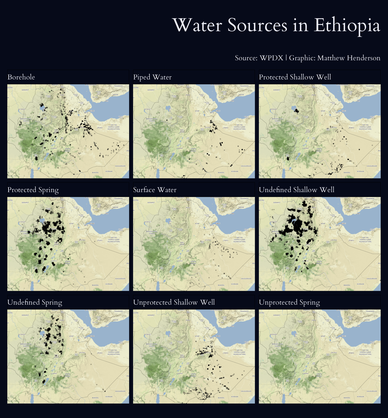 Water Sources in Ethiopia
Source: WPDX | Graphic: Matthew Henderson
Borehole
Piped Water
Protected Shallow Well
Protected Spring
Surface Water
Undefined Shallow Well
Undefined Spring
Unprotected Shallow Well
Unprotected Spring